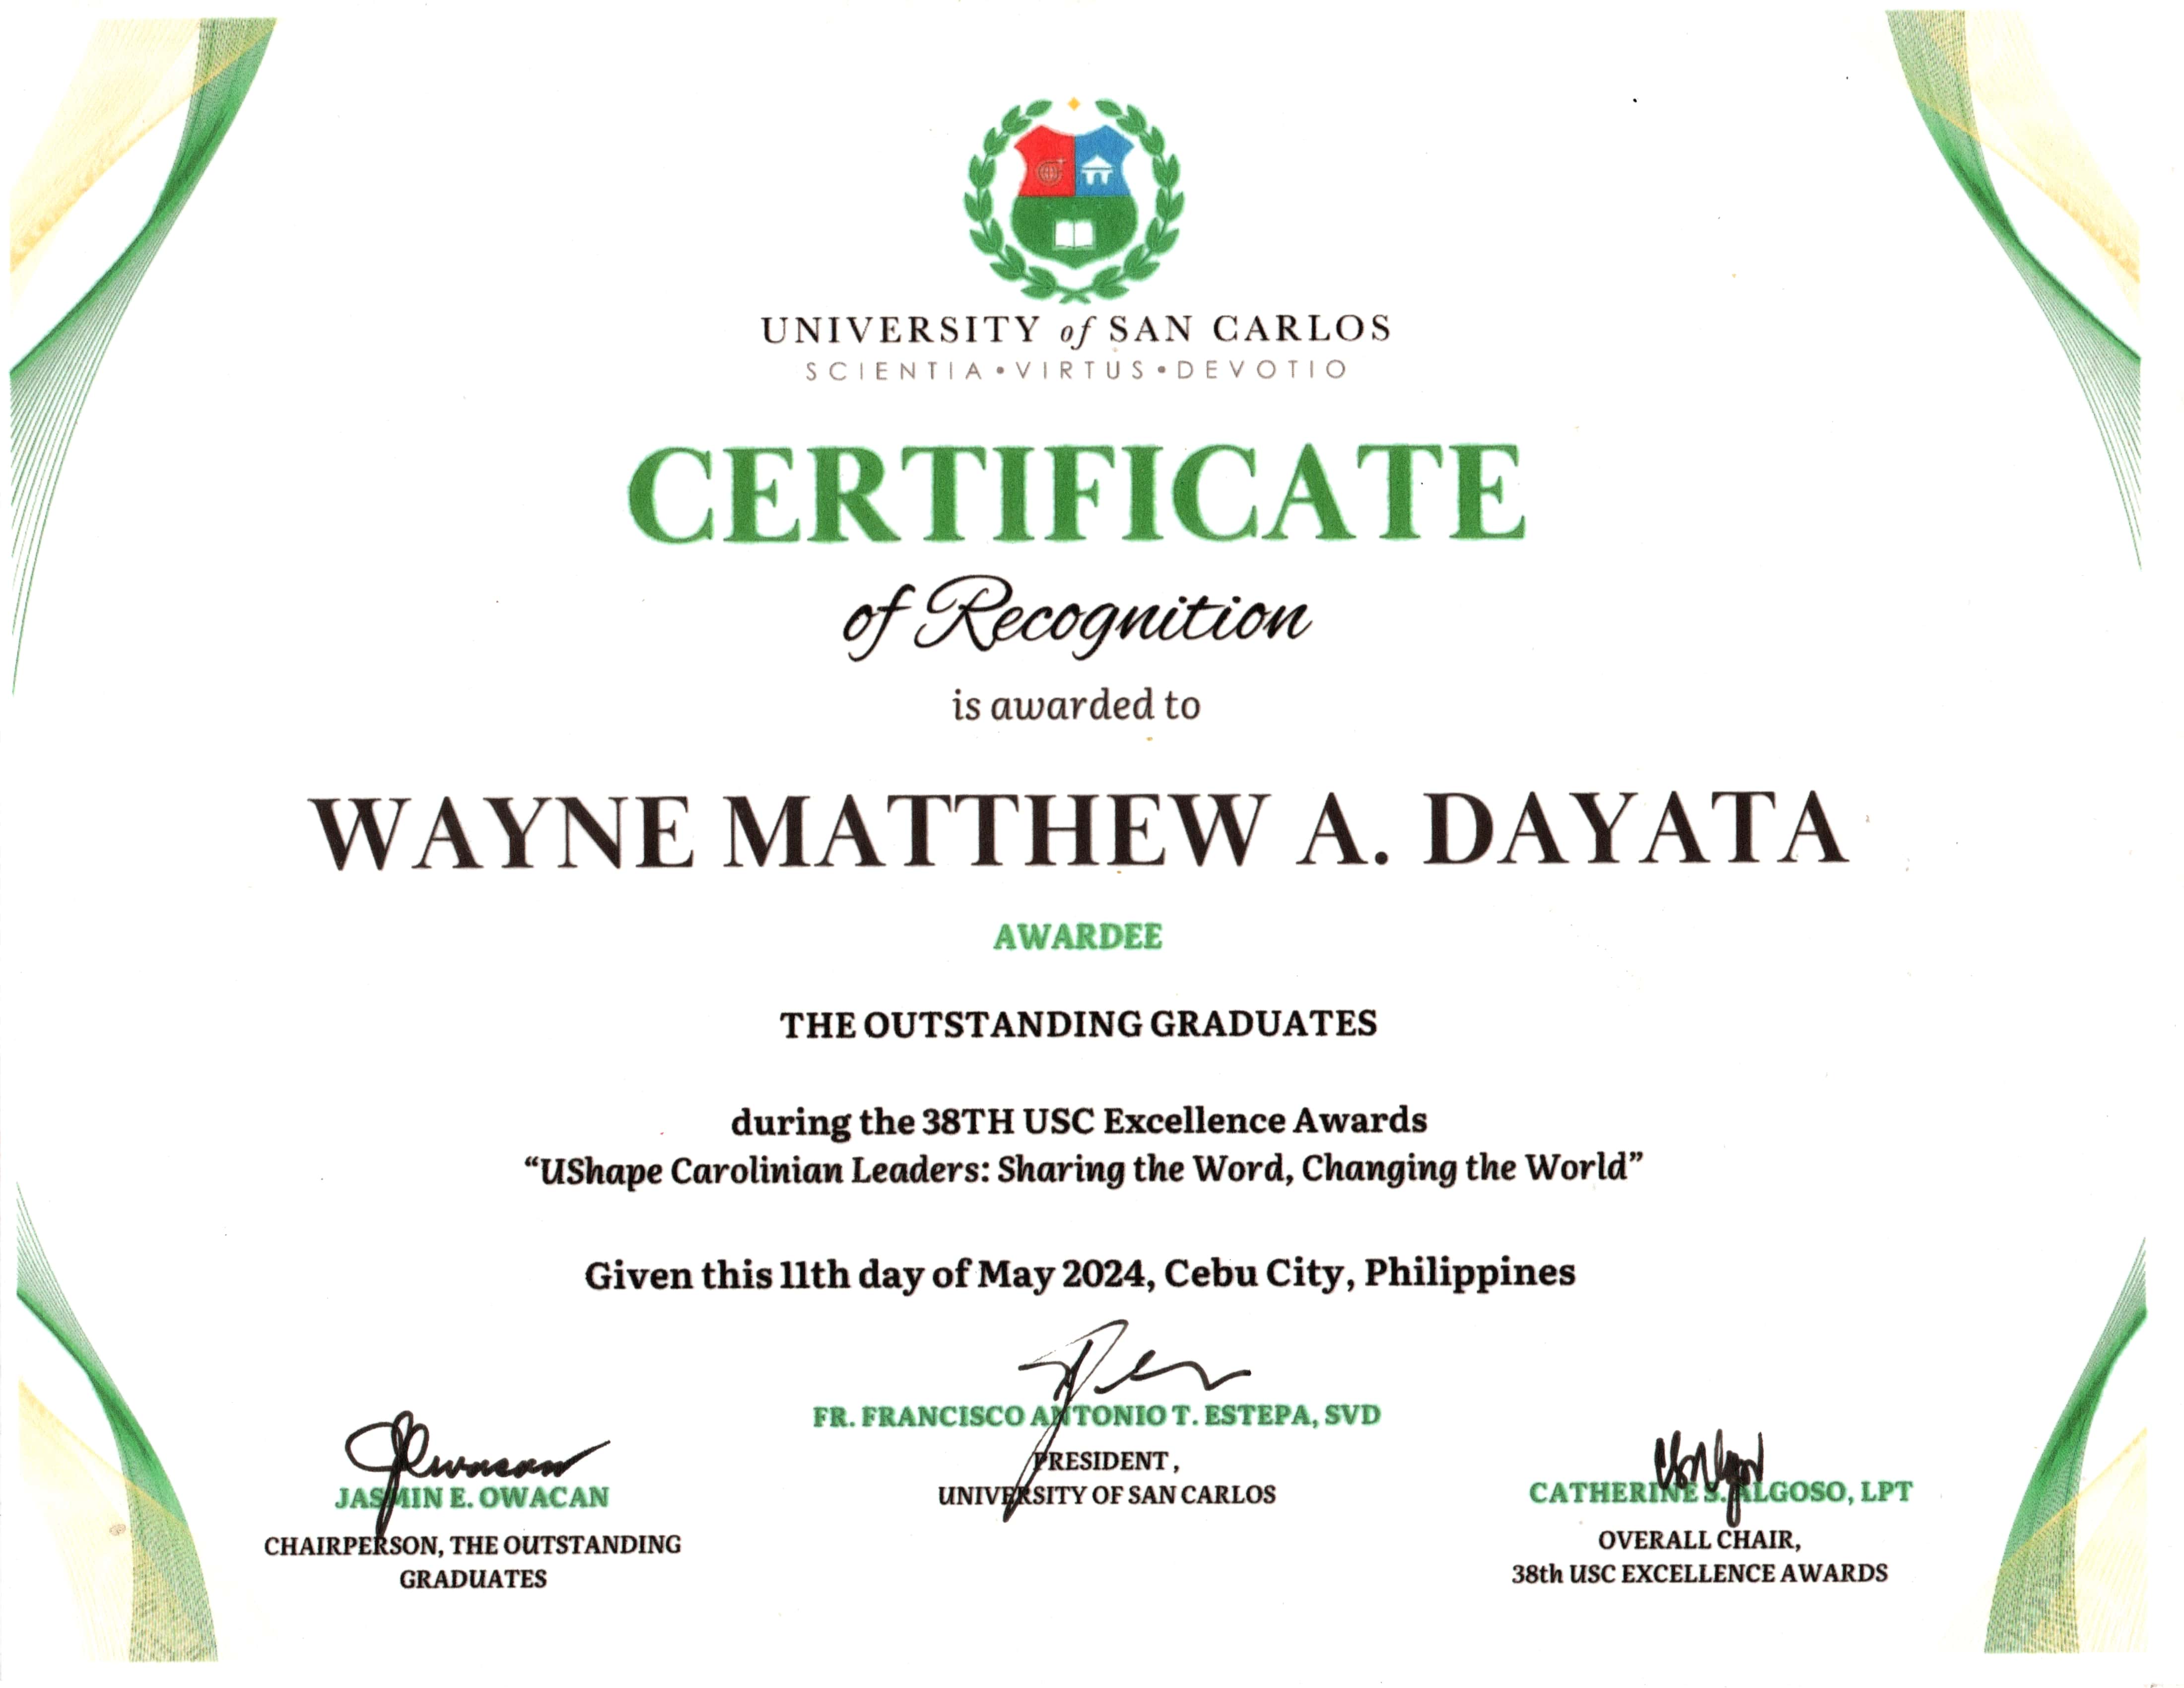 UNIVERSITY of SAN CARLOS
SCIENTIA•VIRTUS•DEVOTIO
CERTIFICATE
of Recognition
is awarded to
WAYNE MATTHEW A. DAYATA
AWARDEE
THE OUTSTANDING GRADUATES
during the 38TH USC Excellence Awards
“UShape Carolinian Leaders: Sharing the Word, Changing the World”
Given this 11th day of May 2024, Cebu City, Philippines
JASMIN E. OWACAN
CHAIRPERSON, THE OUTSTANDING
GRADUATES
FR. FRANCISCO ANTONIO T. ESTEPA, SVD
PRESIDENT,
UNIVERSITY OF SAN CARLOS
CATHERINE S. ALGOSO, LPT
OVERALL CHAIR,
38th USC EXCELLENCE AWARDS